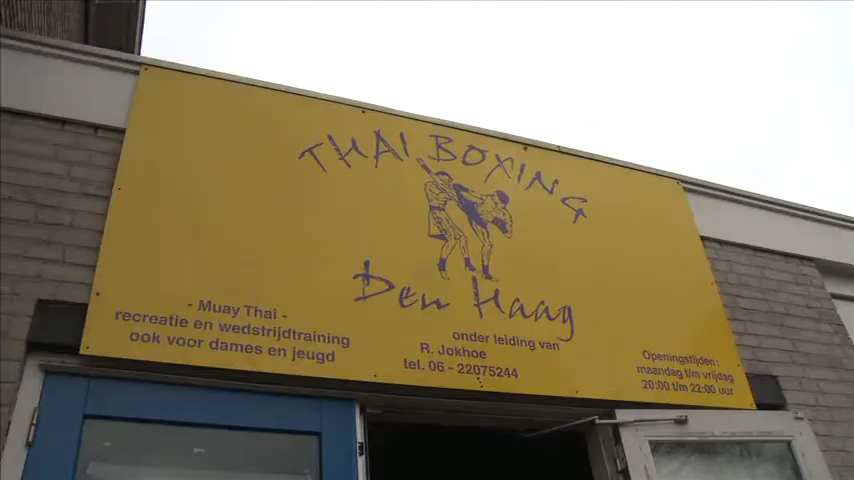 THAI BOXING
Den Haag
- Muay Thai -
recreatie en wedstrijdtraining
ook voor dames en jeugd
onder leiding van
R. Jokhoe
tel. 06 - 22075244
Openingstijden:
maandag t/m vrijdag
20:00 t/m 22:00 uur